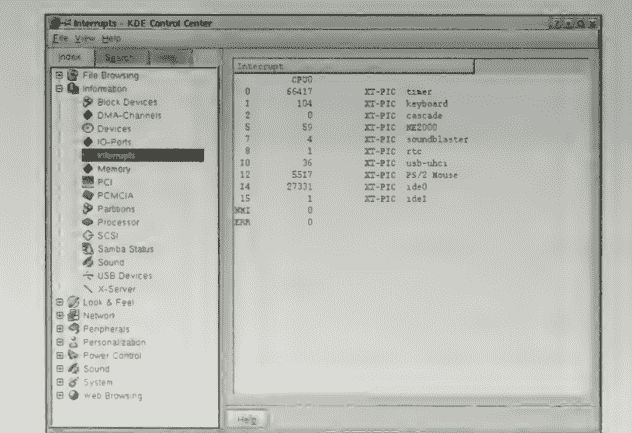 Interrupts - KDE Control Center
File View Help
Index Search Help
File Browsing
Information
Block Devices
DMA-Channels
Devices
IO-Ports
Interrupts
Memory
PCI
PCMCIA
Partitions
Processor
SCSI
Samba Status
Sound
USB Devices
X-Server
Look & Feel
Network
Peripherals
Personalization
Power Control
Sound
System
Web Browsing
Interrupt
CPU0
0 66417 XT-PIC timer
1 104 XT-PIC keyboard
2 0 XT-PIC cascade
5 59 XT-PIC NE2000
7 4 XT-PIC soundblaster
8 1 XT-PIC rtc
10 36 XT-PIC usb-uhci
12 5517 XT-PIC PS/2 Mouse
14 27331 XT-PIC ide0
15 1 XT-PIC ide1
NMI 0
ERR 0
Help